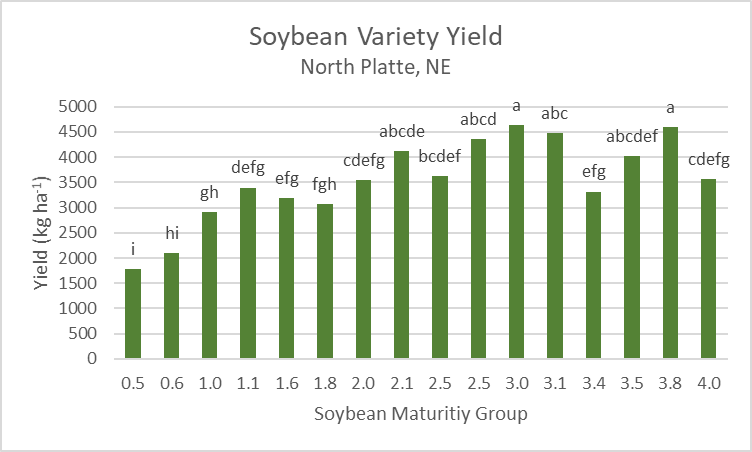 Soybean Variety Yield
North Platte, NE
Yield (kg ha-1)
5000
4500
4000
3500
3000
2500
2000
1500
1000
500
0
i
hi
gh
defg
efg
fgh
cdefg
abcde
bcdef
abcd
a
abc
efg
abcdef
a
cdefg
0.5 0.6 1.0 1.1 1.6 1.8 2.0 2.1 2.5 2.5 3.0 3.1 3.4 3.5 3.8 4.0
Soybean Maturitiy Group